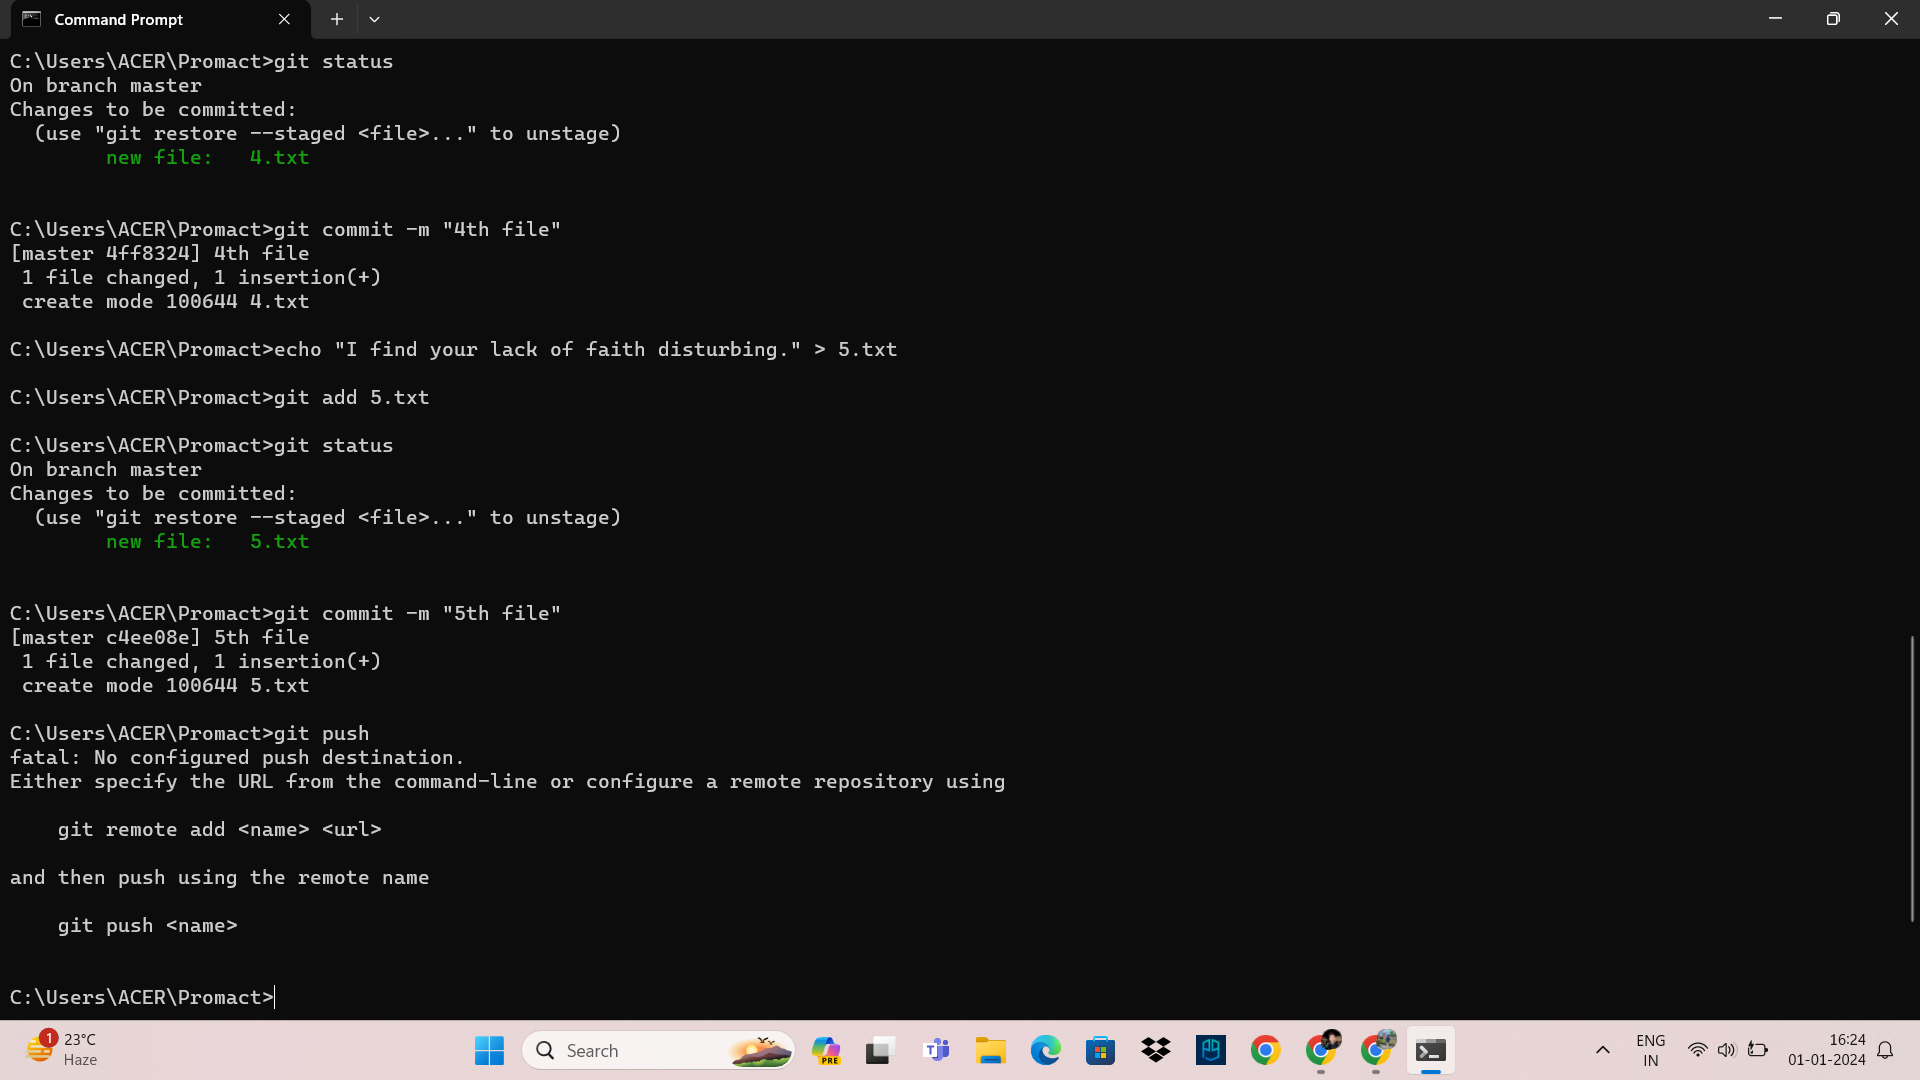 Command Prompt
C:\Users\ACER\Promact>git status
On branch master
Changes to be committed:
  (use "git restore --staged <file>..." to unstage)
        new file:   4.txt
C:\Users\ACER\Promact>git commit -m "4th file"
[master 4ff8324] 4th file
 1 file changed, 1 insertion(+)
 create mode 100644 4.txt
C:\Users\ACER\Promact>echo "I find your lack of faith disturbing." > 5.txt
C:\Users\ACER\Promact>git add 5.txt
C:\Users\ACER\Promact>git status
On branch master
Changes to be committed:
  (use "git restore --staged <file>..." to unstage)
        new file:   5.txt
C:\Users\ACER\Promact>git commit -m "5th file"
[master c4ee08e] 5th file
 1 file changed, 1 insertion(+)
 create mode 100644 5.txt
C:\Users\ACER\Promact>git push
fatal: No configured push destination.
Either specify the URL from the command-line or configure a remote repository using
    git remote add <name> <url>
and then push using the remote name
    git push <name>
C:\Users\ACER\Promact>
1
23°C
Haze
Search
PRE
ENG
IN
16:24
01-01-2024